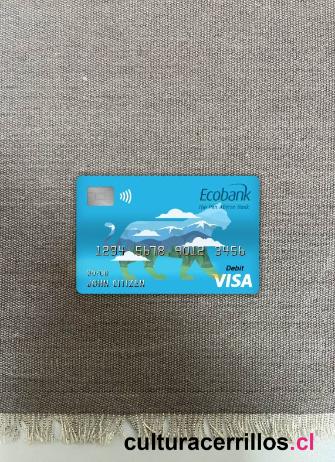 Ecobank
The Pan African Bank
1234 5678 9012 3456
JOHN CITIZEN
Debit
VISA
culturacerrillos.cl